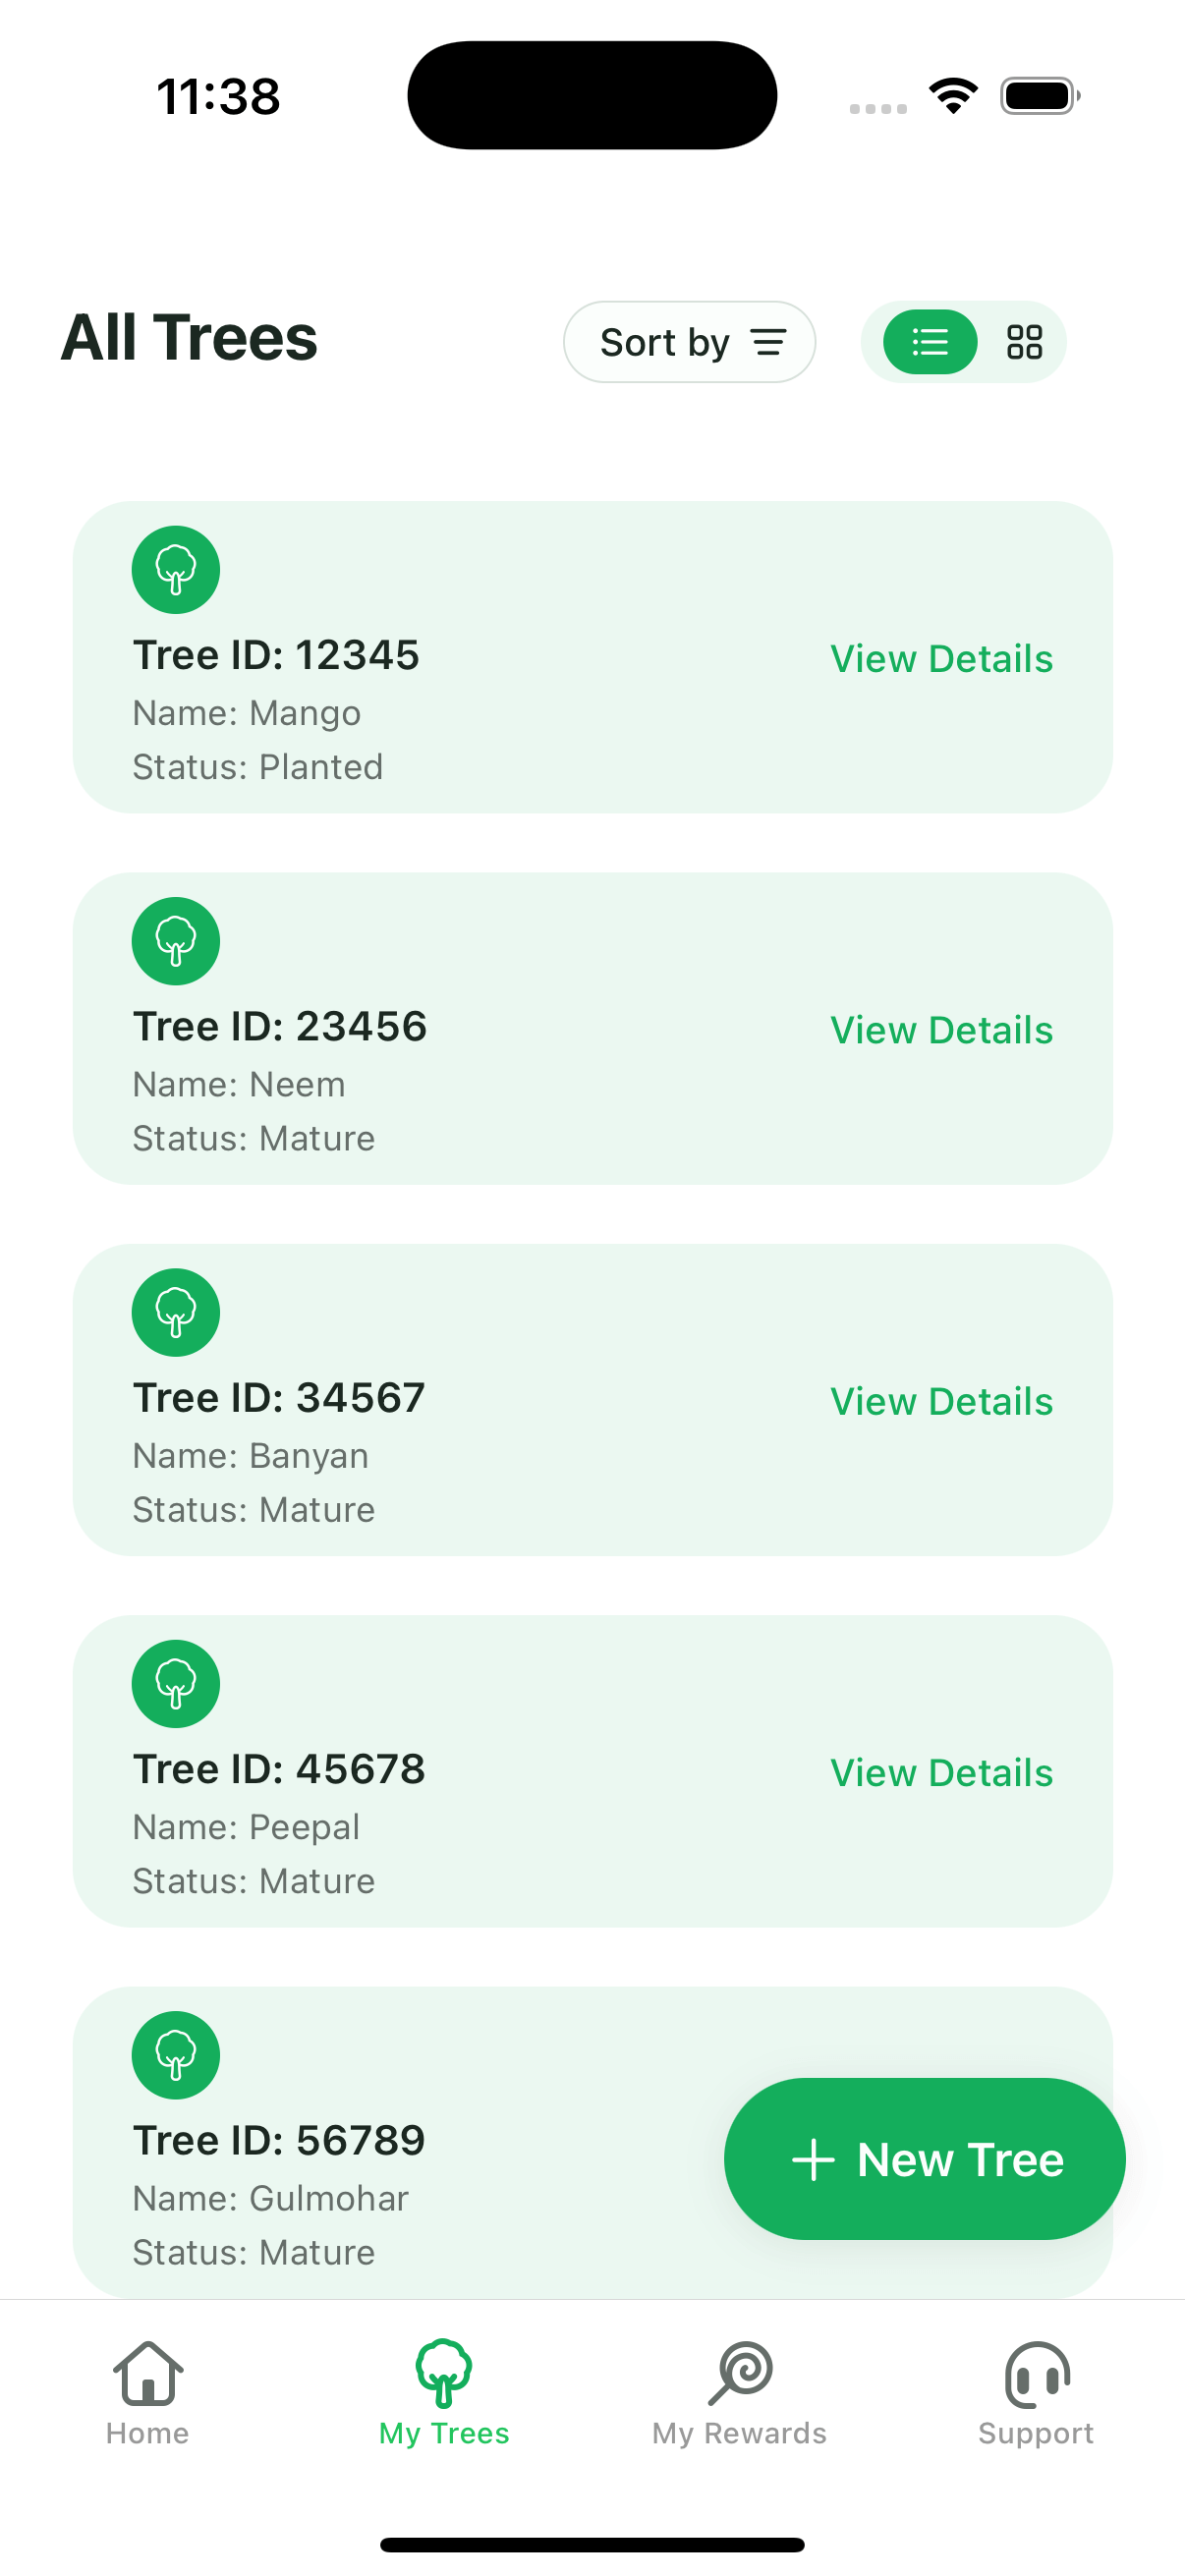 11:38
All Trees
Sort by
Tree ID: 12345
View Details
Name: Mango
Status: Planted
Tree ID: 23456
View Details
Name: Neem
Status: Mature
Tree ID: 34567
View Details
Name: Banyan
Status: Mature
Tree ID: 45678
View Details
Name: Peepal
Status: Mature
Tree ID: 56789
New Tree
Name: Gulmohar
Status: Mature
Home
My Trees
My Rewards
Support